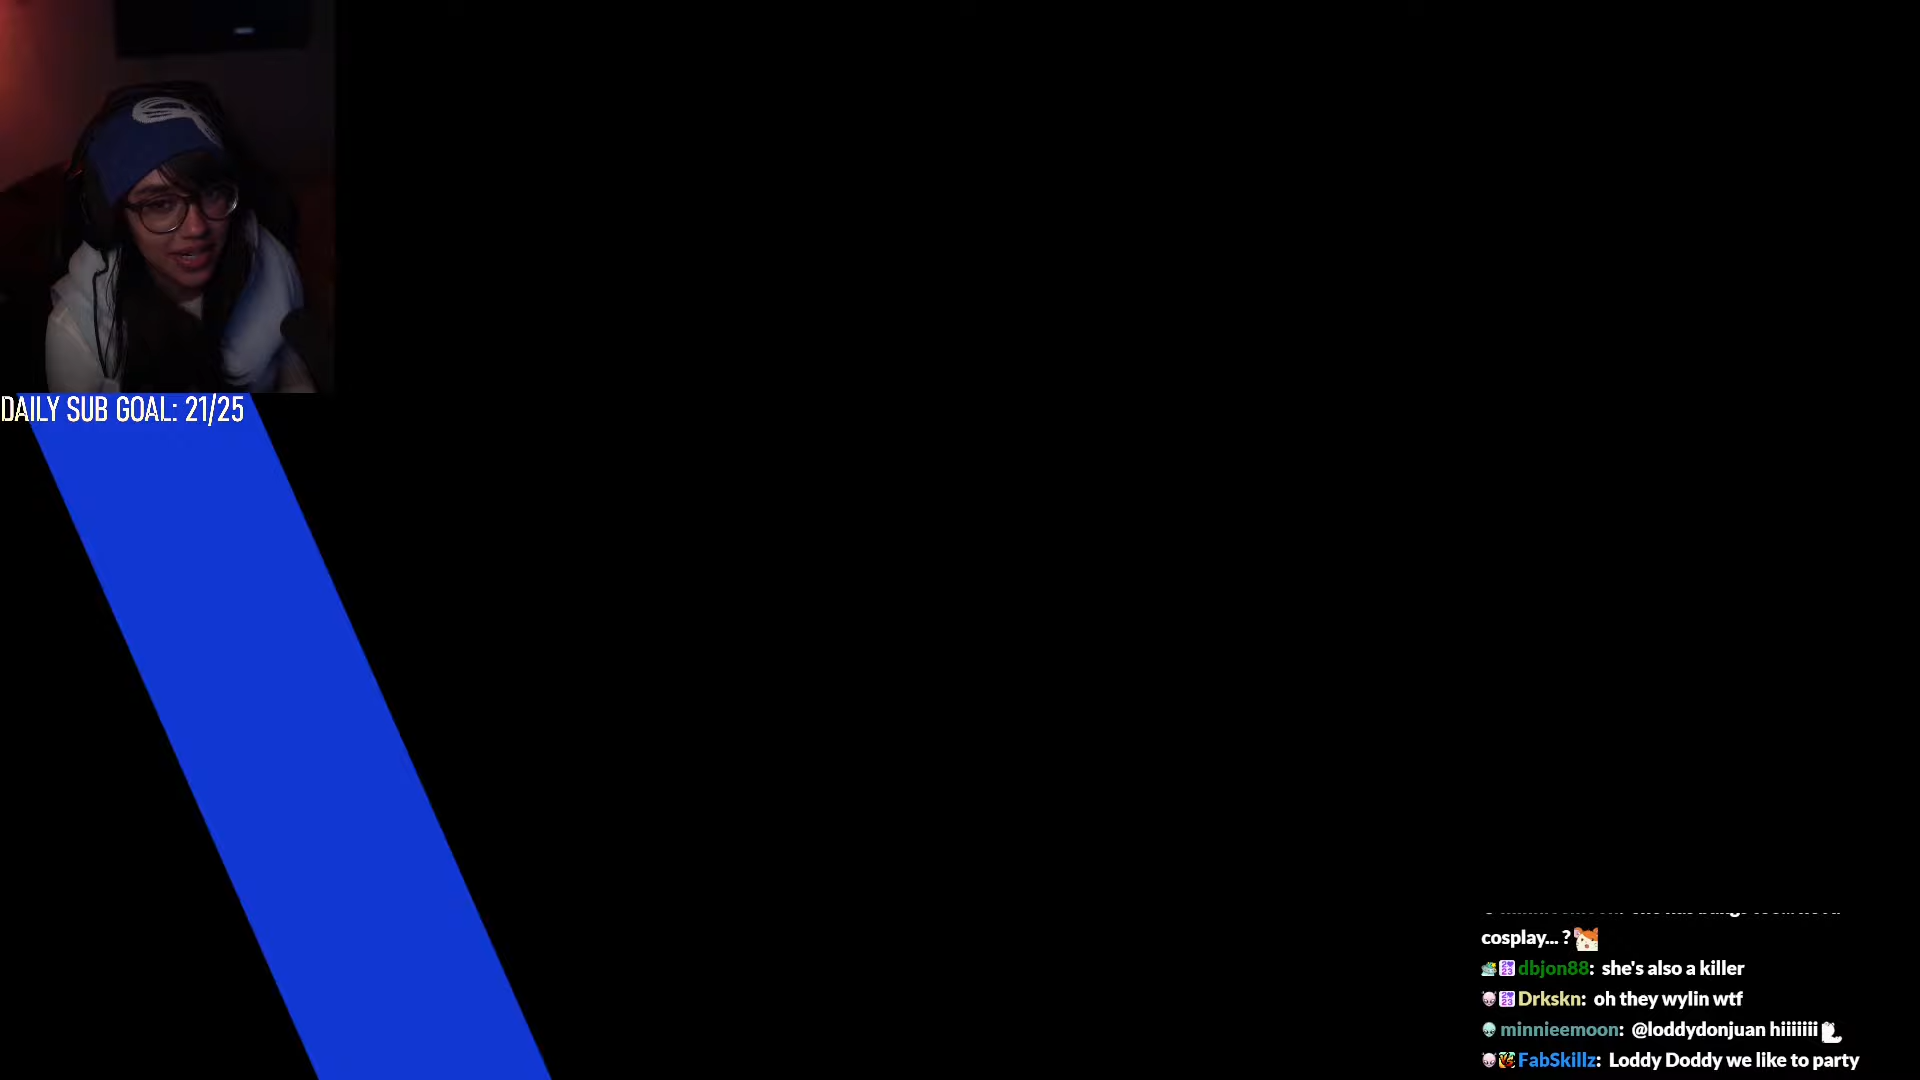 DAILY SUB GOAL: 21/25
cosplay... ?
dbjon88: she's also a killer
Drkskn: oh they wylin wtf
minnieemoon: @loddydonjuan hiiiiiii
FabSkillz: Loddy Doddy we like to party